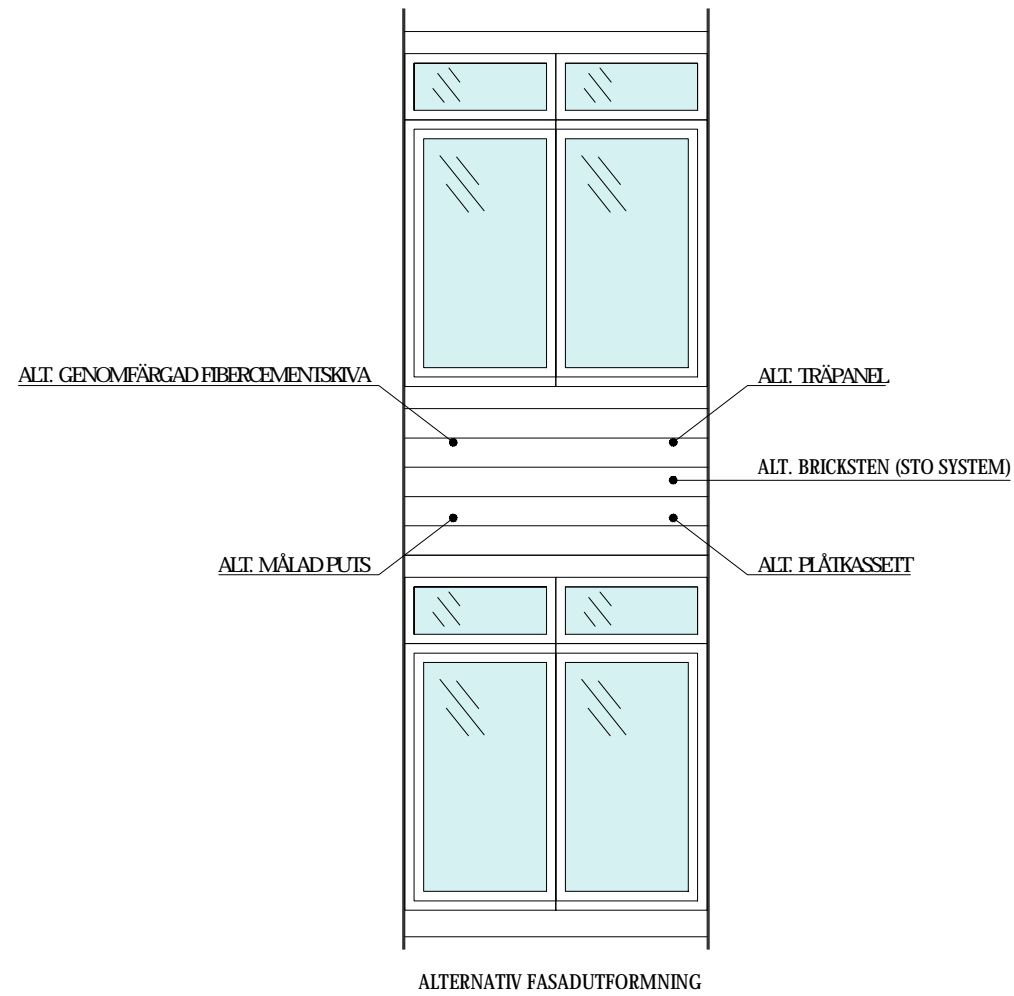 ALT. GENOMFÄRGAD FIBERCEMENTSKIVA
ALT. TRÄPANEL
ALT. BRICKSTEN (STO SYSTEM)
ALT. MÅLAD PUTS
ALT. PLÅTKASSETT
ALTERNATIV FASADUTFORMNING